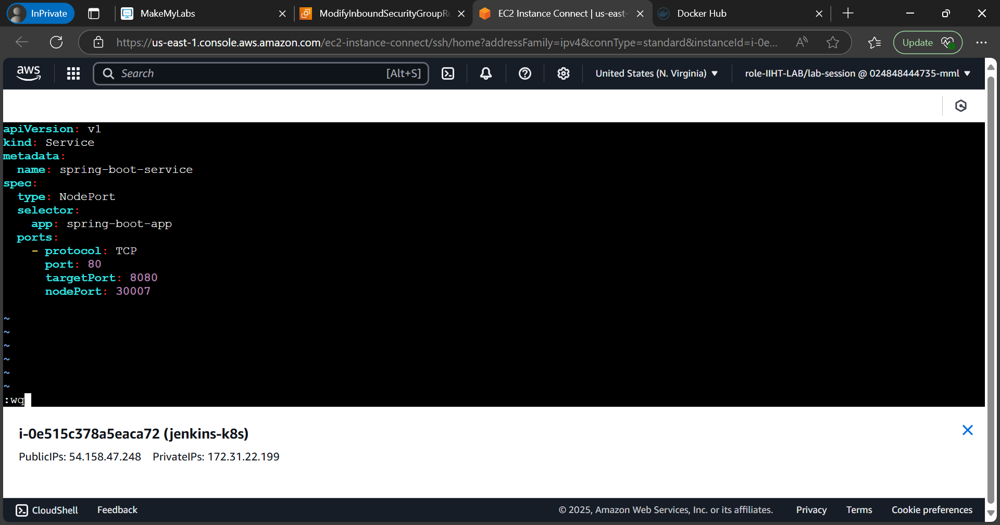 InPrivate
MakeMyLabs
ModifyInboundSecurityGroupRu
EC2 Instance Connect | us-east-
Docker Hub
https://us-east-1.console.aws.amazon.com/ec2-instance-connect/ssh/home?addressFamily=ipv4&connType=standard&instanceId=i-0e...
Update
aws
Search
[Alt+S]
United States (N. Virginia)
role-IIHT-LAB/lab-session @ 024848444735-mml
apiVersion: v1
kind: Service
metadata:
  name: spring-boot-service
spec:
  type: NodePort
  selector:
    app: spring-boot-app
  ports:
    - protocol: TCP
      port: 80
      targetPort: 8080
      nodePort: 30007
~
~
~
~
~
~
:wq
i-0e515c378a5eaca72 (jenkins-k8s)
PublicIPs: 54.158.47.248 PrivateIPs: 172.31.22.199
CloudShell Feedback © 2025, Amazon Web Services, Inc. or its affiliates. Privacy Terms Cookie preferences